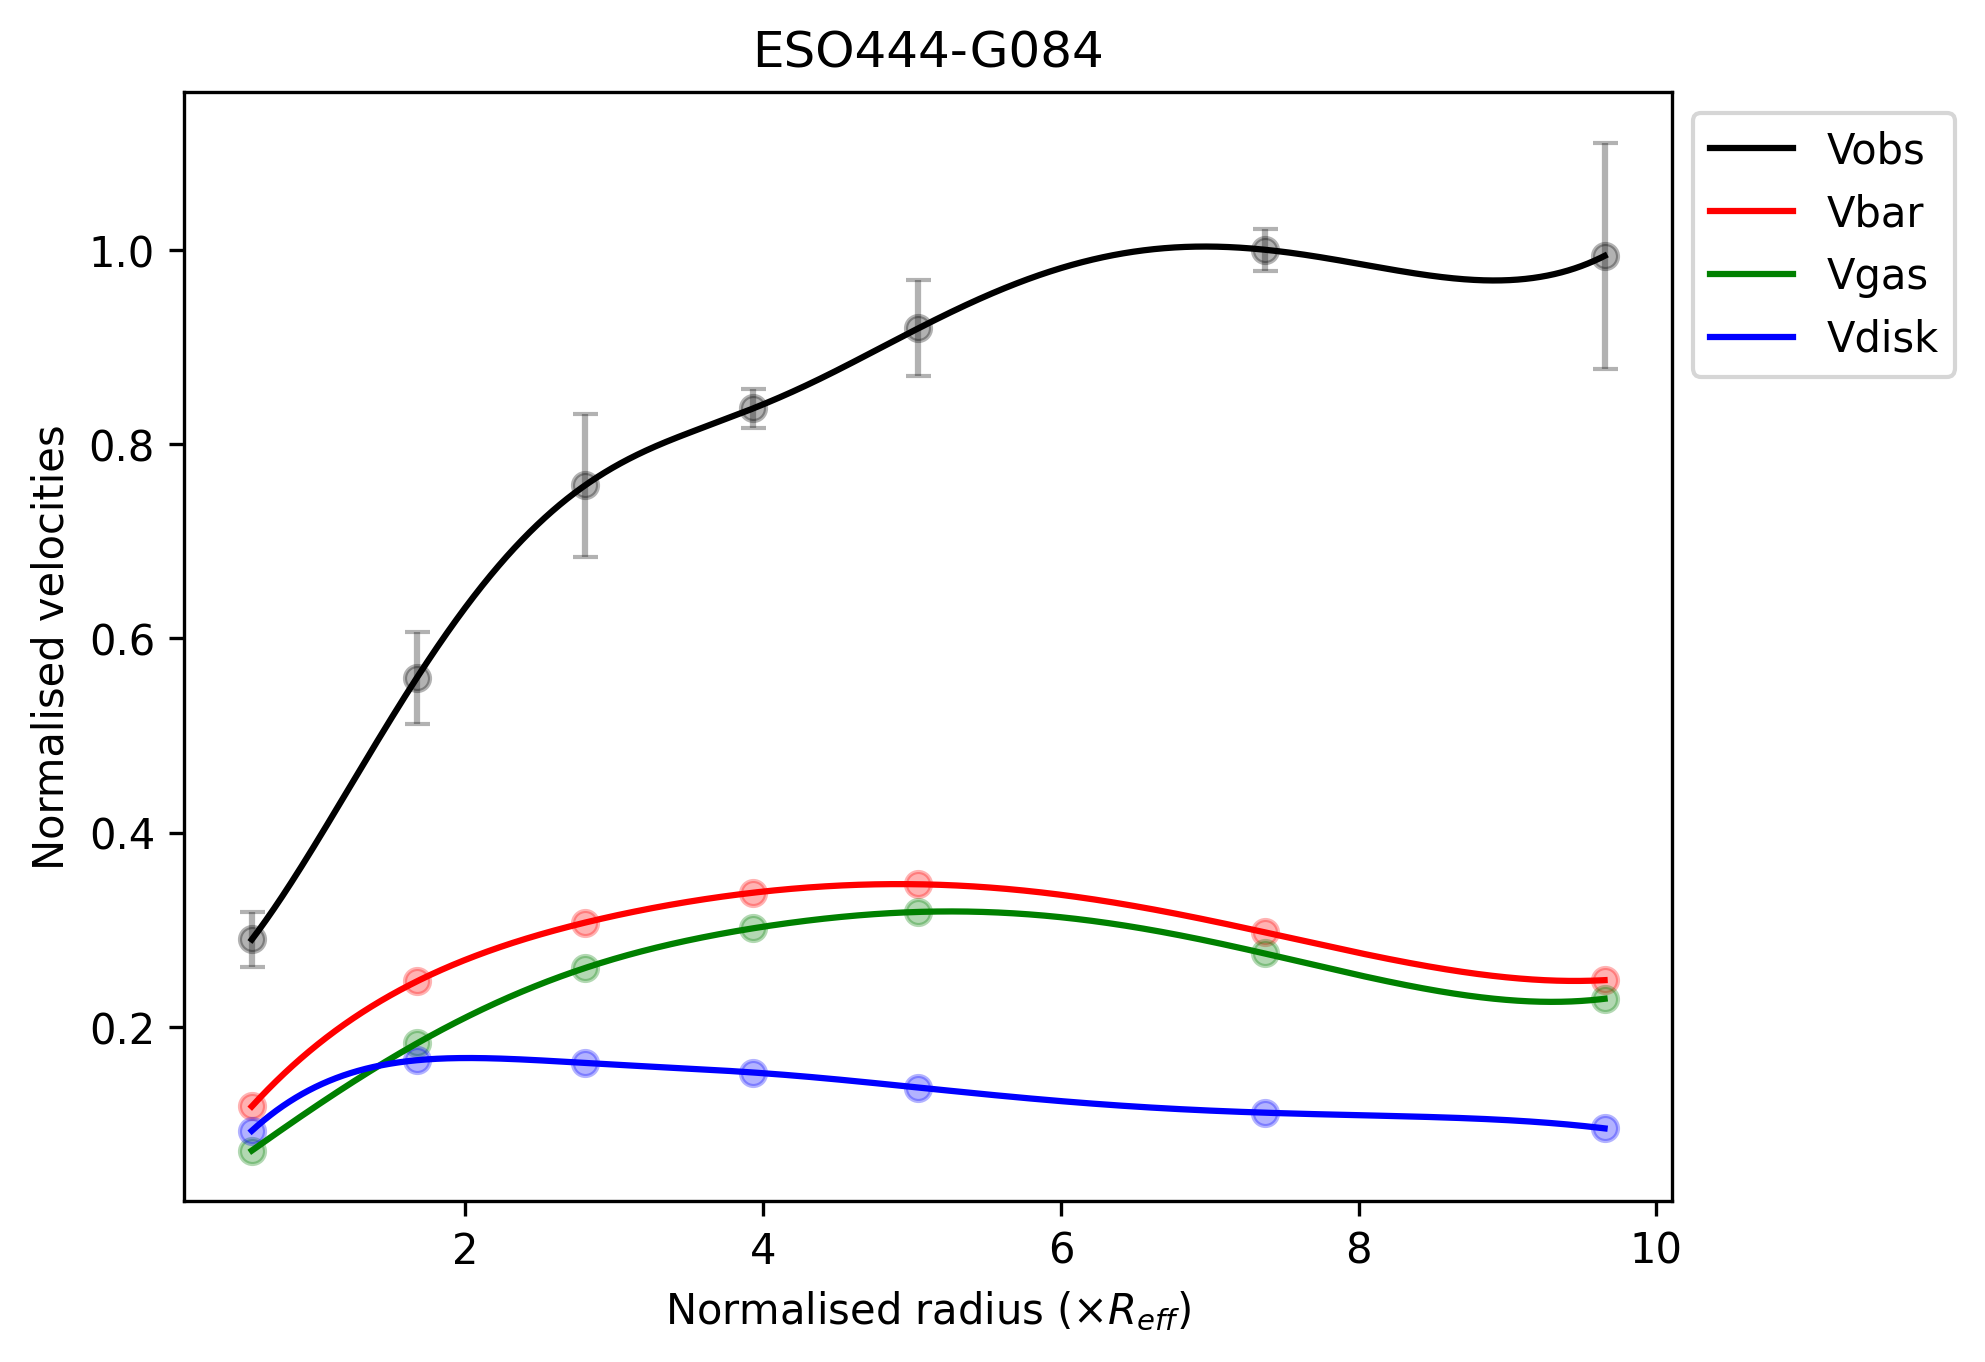 ESO444-G084
Vobs
Vbar
Vgas
Vdisk
Normalised velocities
1.0
0.8
0.6
0.4
0.2
2 4 6 8 10
Normalised radius (×R_eff)